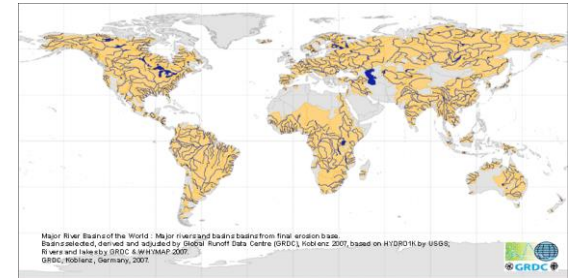 Major River Basins of the World : Major rivers and basins basins from final erosion base.
Basins selected, derived and adjusted by Global Runoff Data Centre (GRDC), Koblenz 2007, based on HYDRO1K by USGS;
Rivers and lakes by GRDC & WHYMAP 2007.
GRDC, Koblenz, Germany, 2007.
GRDC